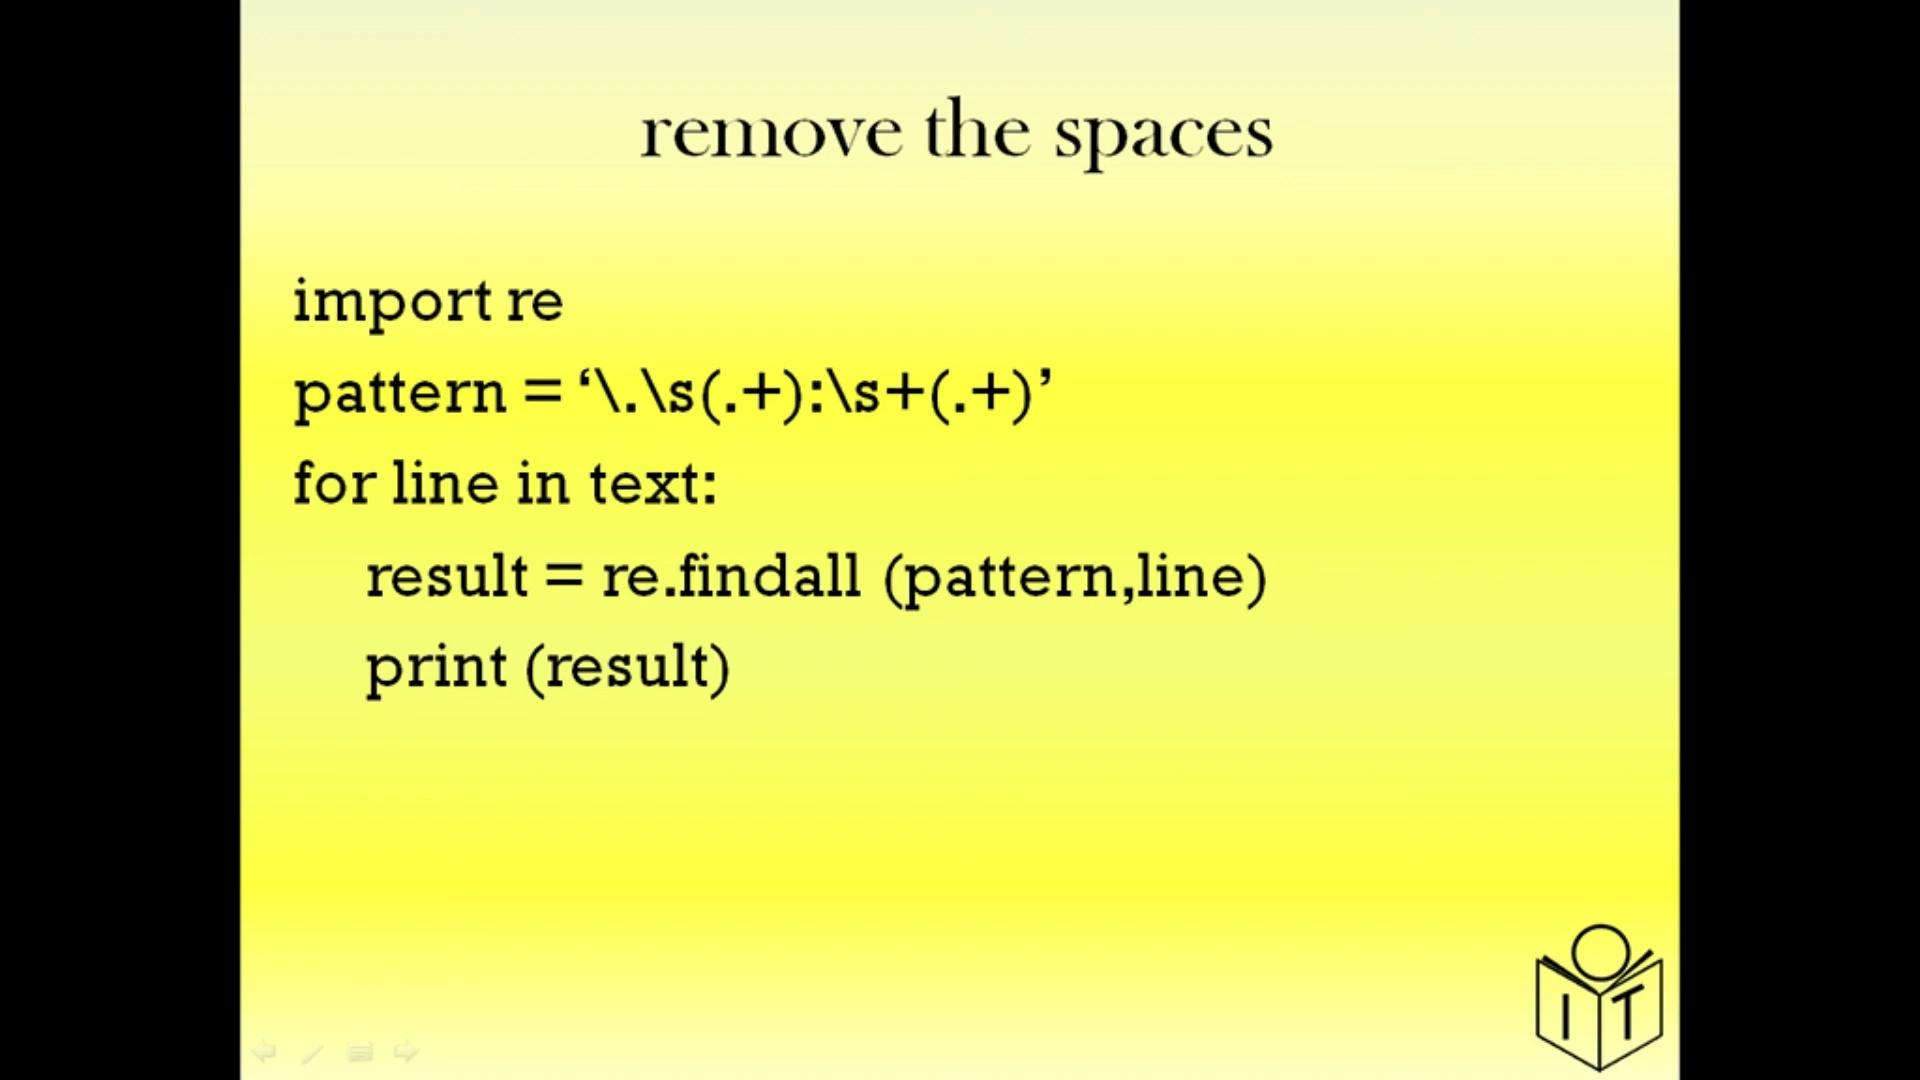 remove the spaces
import re
pattern = ‘\.\s(.+):\s+(.+)’
for line in text:
result = re.findall (pattern,line)
print (result)
I T